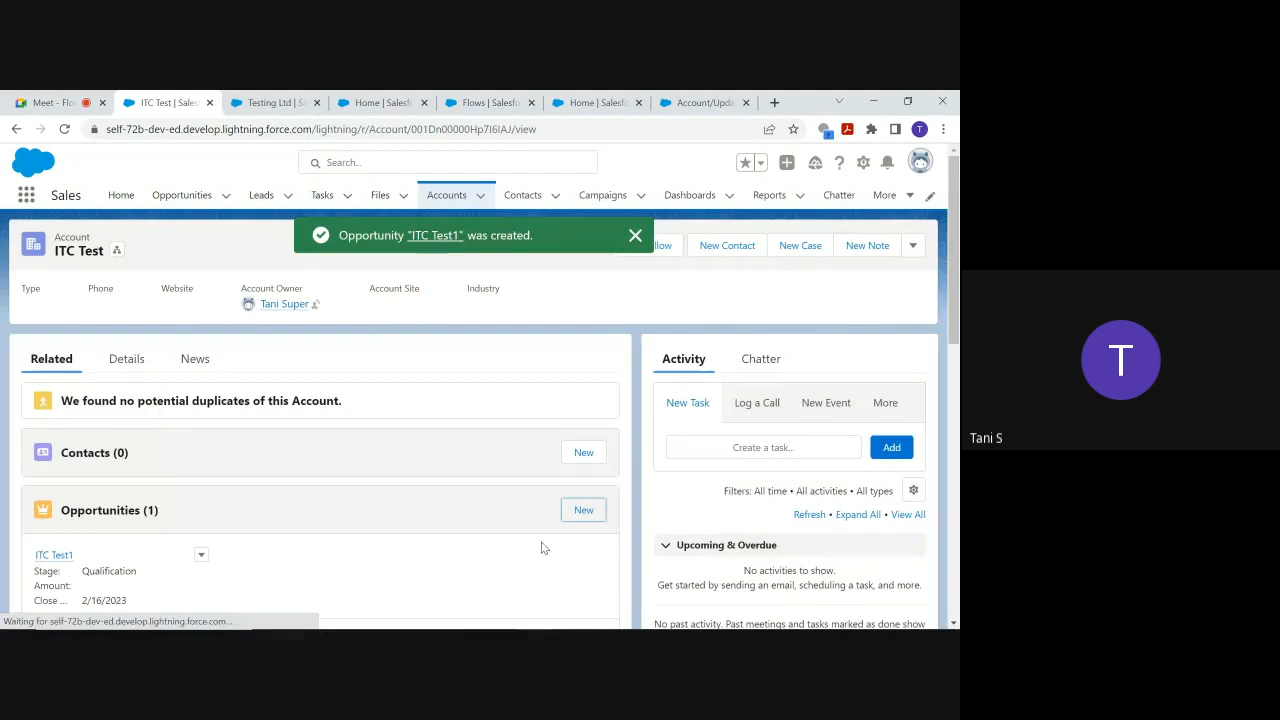 Meet - Flo
ITC Test | Sales
Testing Ltd | S
Home | Salesf
Flows | Salesfo
Home | Salesfo
Account/Upda
self-72b-dev-ed.develop.lightning.force.com/lightning/r/Account/001Dn00000Hp7I6IAJ/view
T
Search...
Sales
Home
Opportunities
Leads
Tasks
Files
Accounts
Contacts
Campaigns
Dashboards
Reports
Chatter
More
Opportunity "ITC Test1" was created.
Account
ITC Test
llow
New Contact
New Case
New Note
Type
Phone
Website
Account Owner
Account Site
Industry
Tani Super
Related
Details
News
Activity
Chatter
We found no potential duplicates of this Account.
New Task
Log a Call
New Event
More
Contacts (0)
New
Create a task...
Add
Filters: All time • All activities • All types
Opportunities (1)
New
Refresh • Expand All • View All
Upcoming & Overdue
ITC Test1
Stage: Qualification
Amount:
Close ... 2/16/2023
No activities to show.
Get started by sending an email, scheduling a task, and more.
Waiting for self-72b-dev-ed.develop.lightning.force.com...
No past activity. Past meetings and tasks marked as done show
T
Tani S